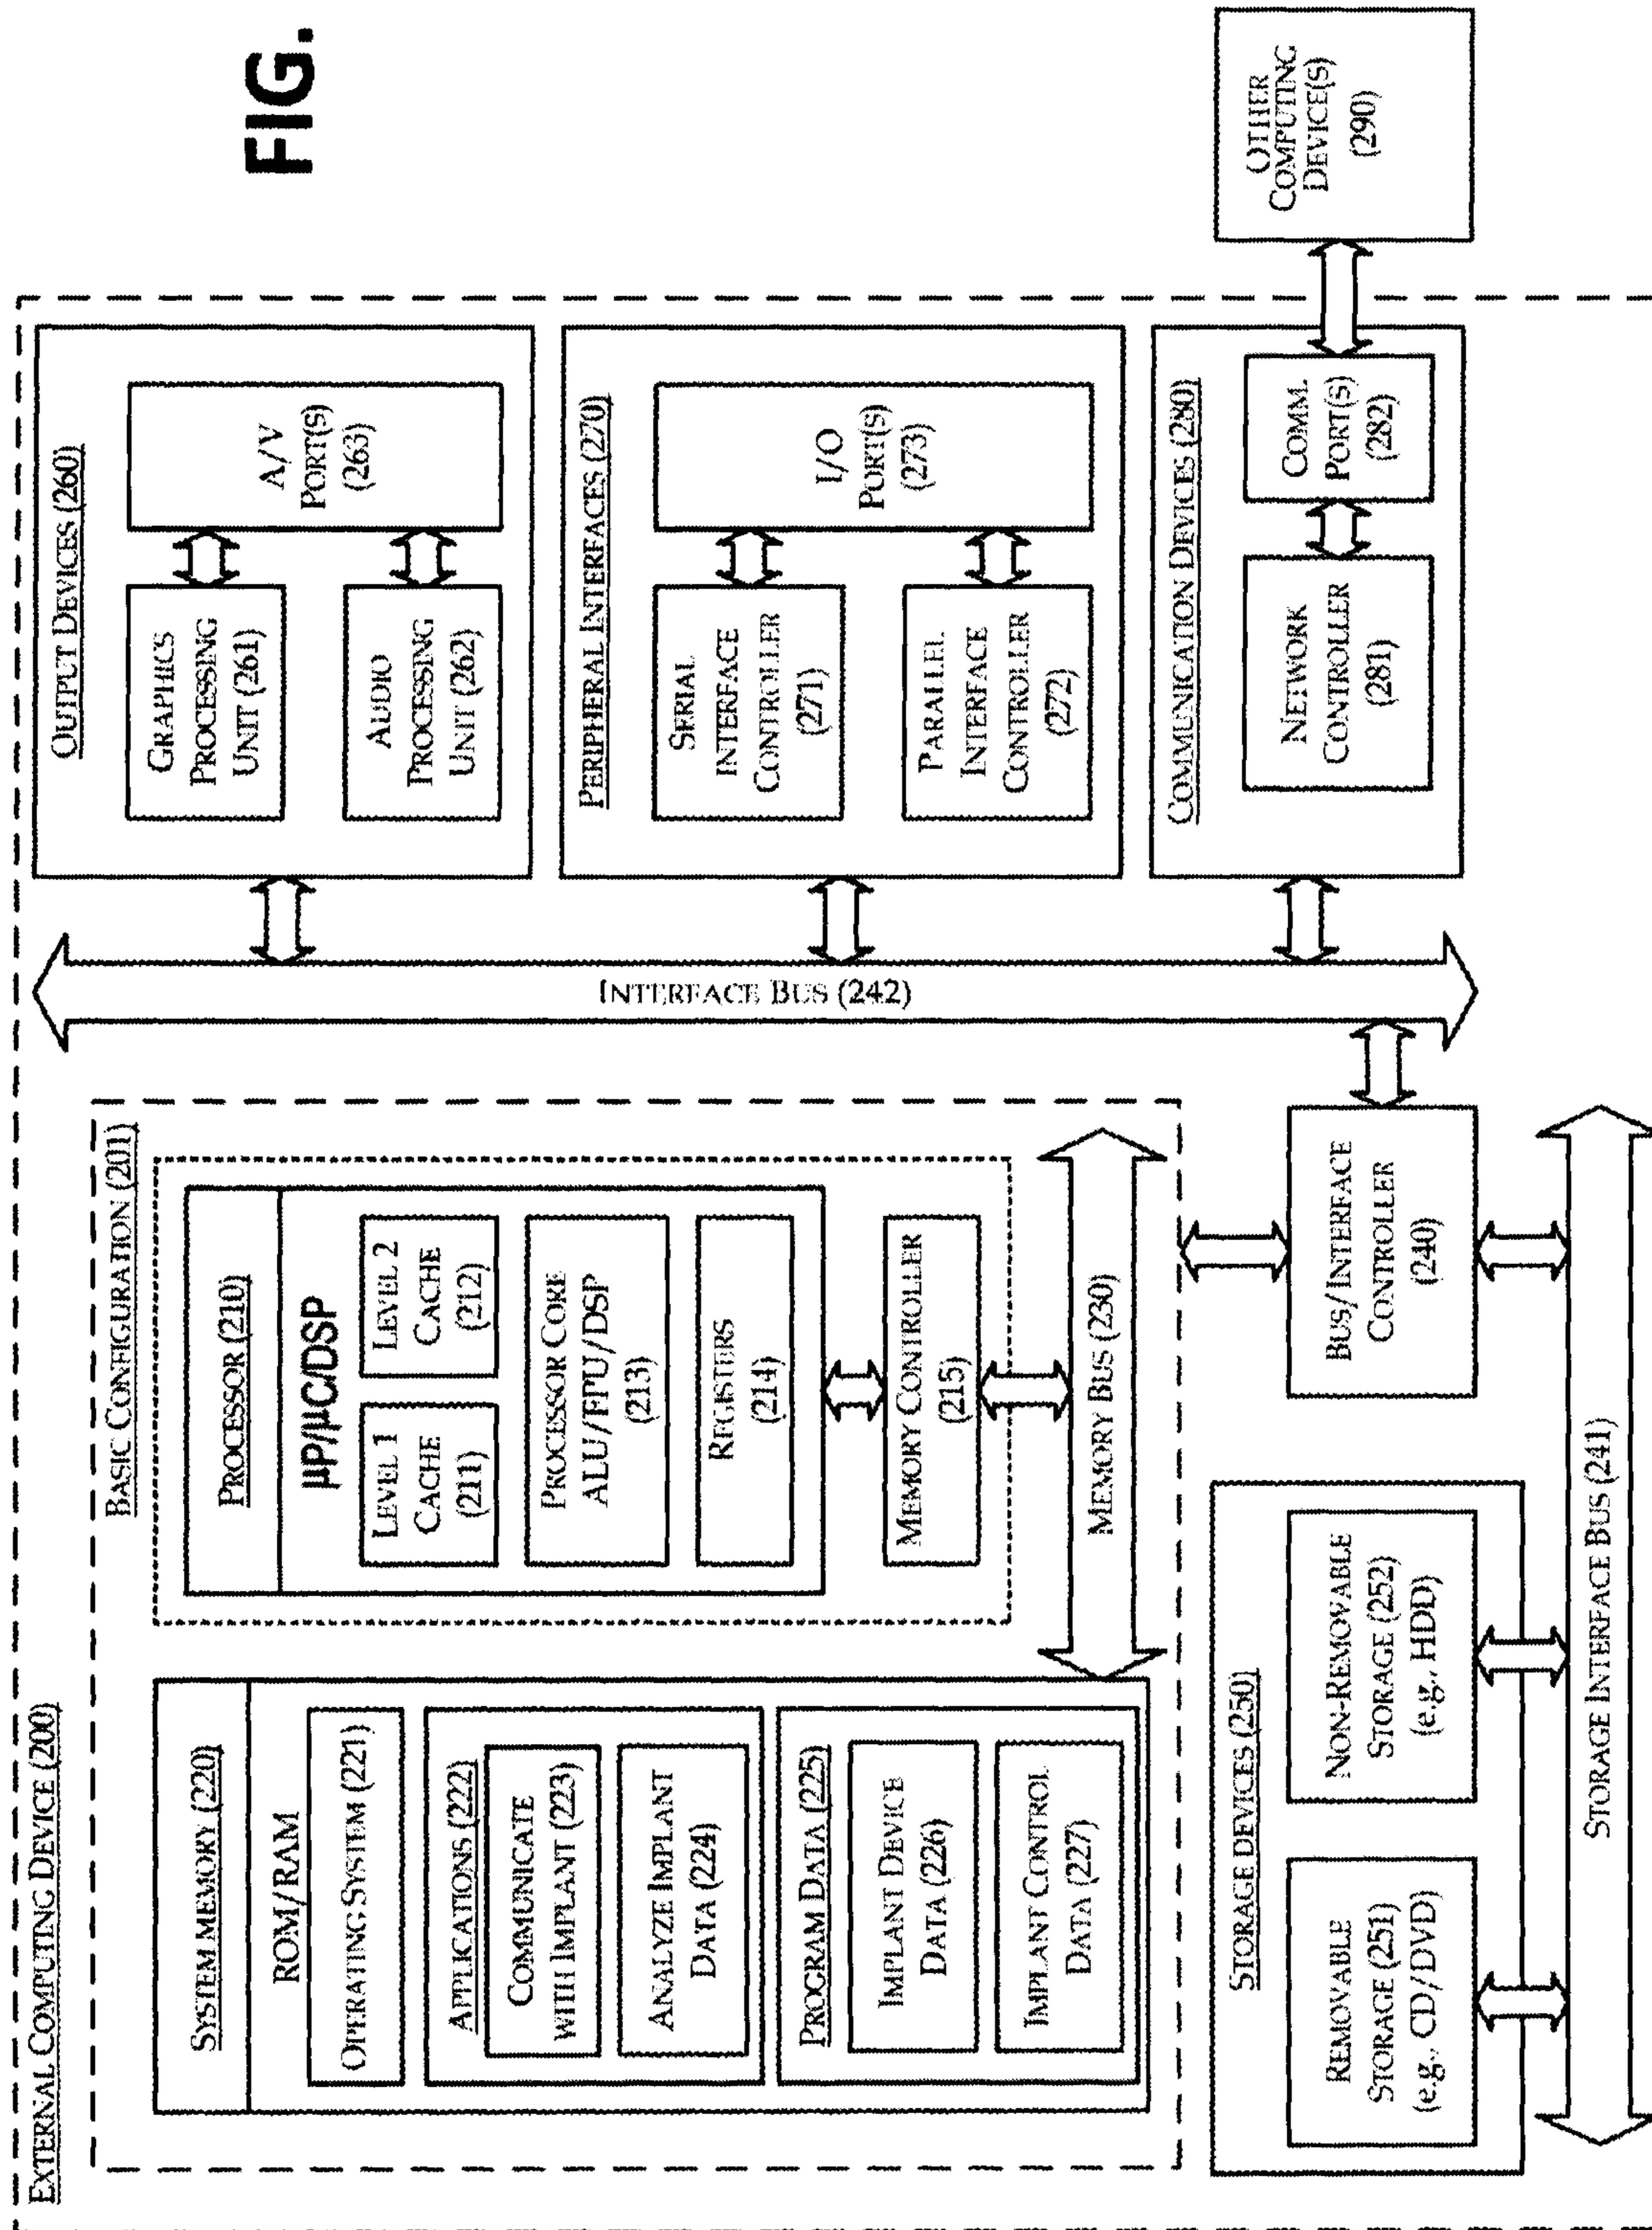 FIG.
EXTERNAL COMPUTING DEVICE (200)
BASIC CONFIGURATION (201)
SYSTEM MEMORY (220)
ROM/RAM
OPERATING SYSTEM (221)
APPLICATIONS (222)
COMMUNICATE
WITH IMPLANT (223)
ANALYZE IMPLANT
DATA (224)
PROGRAM DATA (225)
IMPLANT DEVICE
DATA (226)
IMPLANT CONTROL
DATA (227)
PROCESSOR (210)
µP/µC/DSP
LEVEL 1
CACHE
(211)
LEVEL 2
CACHE
(212)
PROCESSOR CORE
ALU/FPU/DSP
(213)
REGISTERS
(214)
MEMORY CONTROLLER
(215)
MEMORY BUS (230)
STORAGE DEVICES (250)
REMOVABLE
STORAGE (251)
(e.g., CD/DVD)
NON-REMOVABLE
STORAGE (252)
(e.g., HDD)
BUS/INTERFACE
CONTROLLER
(240)
STORAGE INTERFACE BUS (241)
INTERFACE BUS (242)
OUTPUT DEVICES (260)
GRAPHICS
PROCESSING
UNIT (261)
AUDIO
PROCESSING
UNIT (262)
A/V
PORT(S)
(263)
PERIPHERAL INTERFACES (270)
SERIAL
INTERFACE
CONTROLLER
(271)
PARALLEL
INTERFACE
CONTROLLER
(272)
I/O
PORT(S)
(273)
COMMUNICATION DEVICES (280)
NETWORK
CONTROLLER
(281)
COMM.
PORT(S)
(282)
OTHER
COMPUTING
DEVICE(S)
(290)